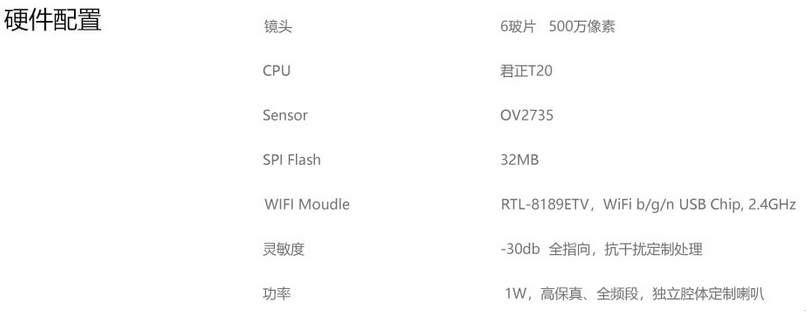 硬件配置
镜头 6玻片 500万像素
CPU 君正T20
Sensor OV2735
SPI Flash 32MB
WIFI Moudle RTL-8189ETV，WiFi b/g/n USB Chip, 2.4GHz
灵敏度 -30db 全指向，抗干扰定制处理
功率 1W，高保真、全频段，独立腔体定制喇叭